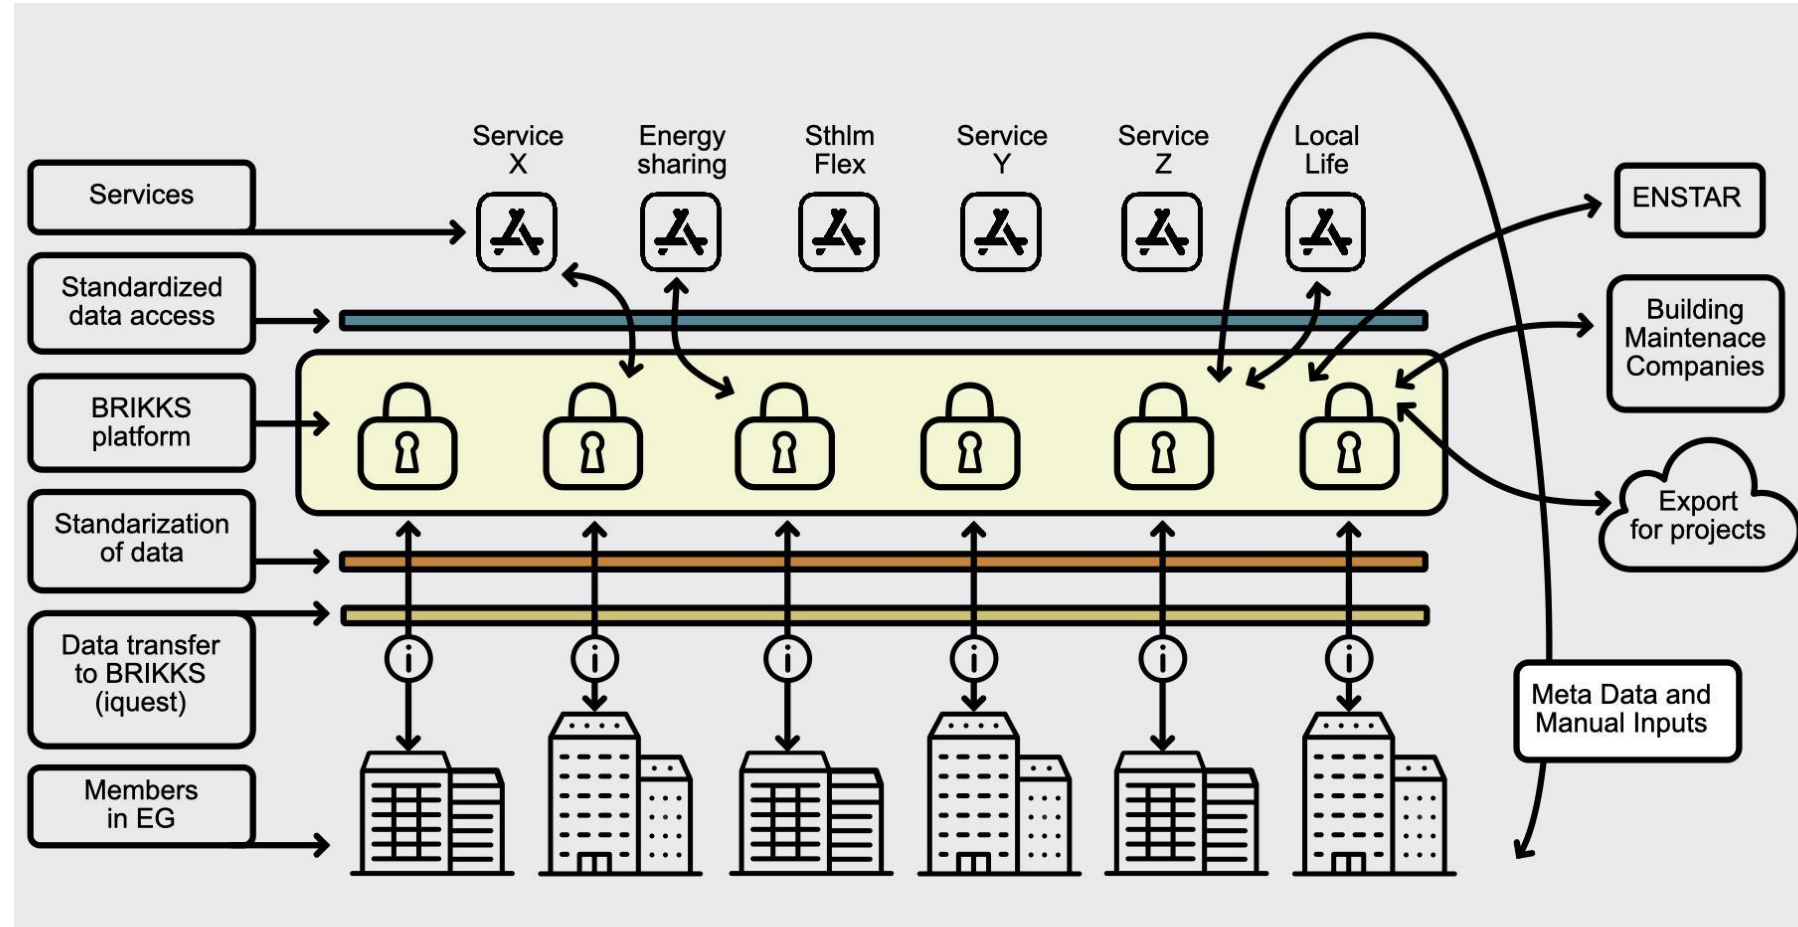 Service
X
Energy
sharing
Sthlm
Flex
Service
Y
Service
Z
Local
Life
Services
Standardized
data access
BRIKKS
platform
Standarization
of data
Data transfer
to BRIKKS
(iquest)
Members
in EG
ENSTAR
Building
Maintenace
Companies
Export
for projects
Meta Data and
Manual Inputs